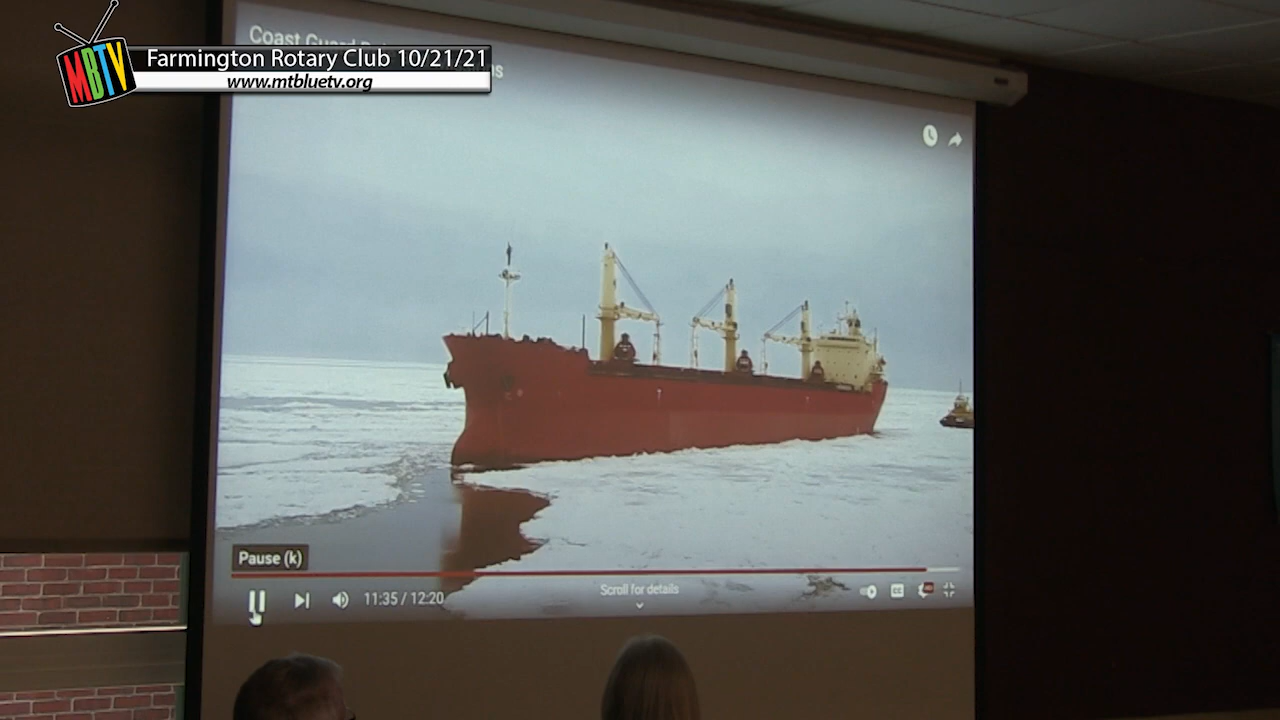 Coast Guard
MBTV
Farmington Rotary Club 10/21/21
www.mtbluetv.org
Pause (k)
11:35 / 12:20
Scroll for details
CC